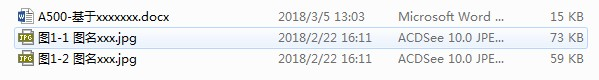 A500-基于xxxxxxx.docx 2018/3/5 13:03 Microsoft Word ... 15 KB
图1-1 图名xxx.jpg 2018/2/22 16:11 ACDSee 10.0 JPE... 73 KB
图1-2 图名xxx.jpg 2018/2/22 16:11 ACDSee 10.0 JPE... 59 KB